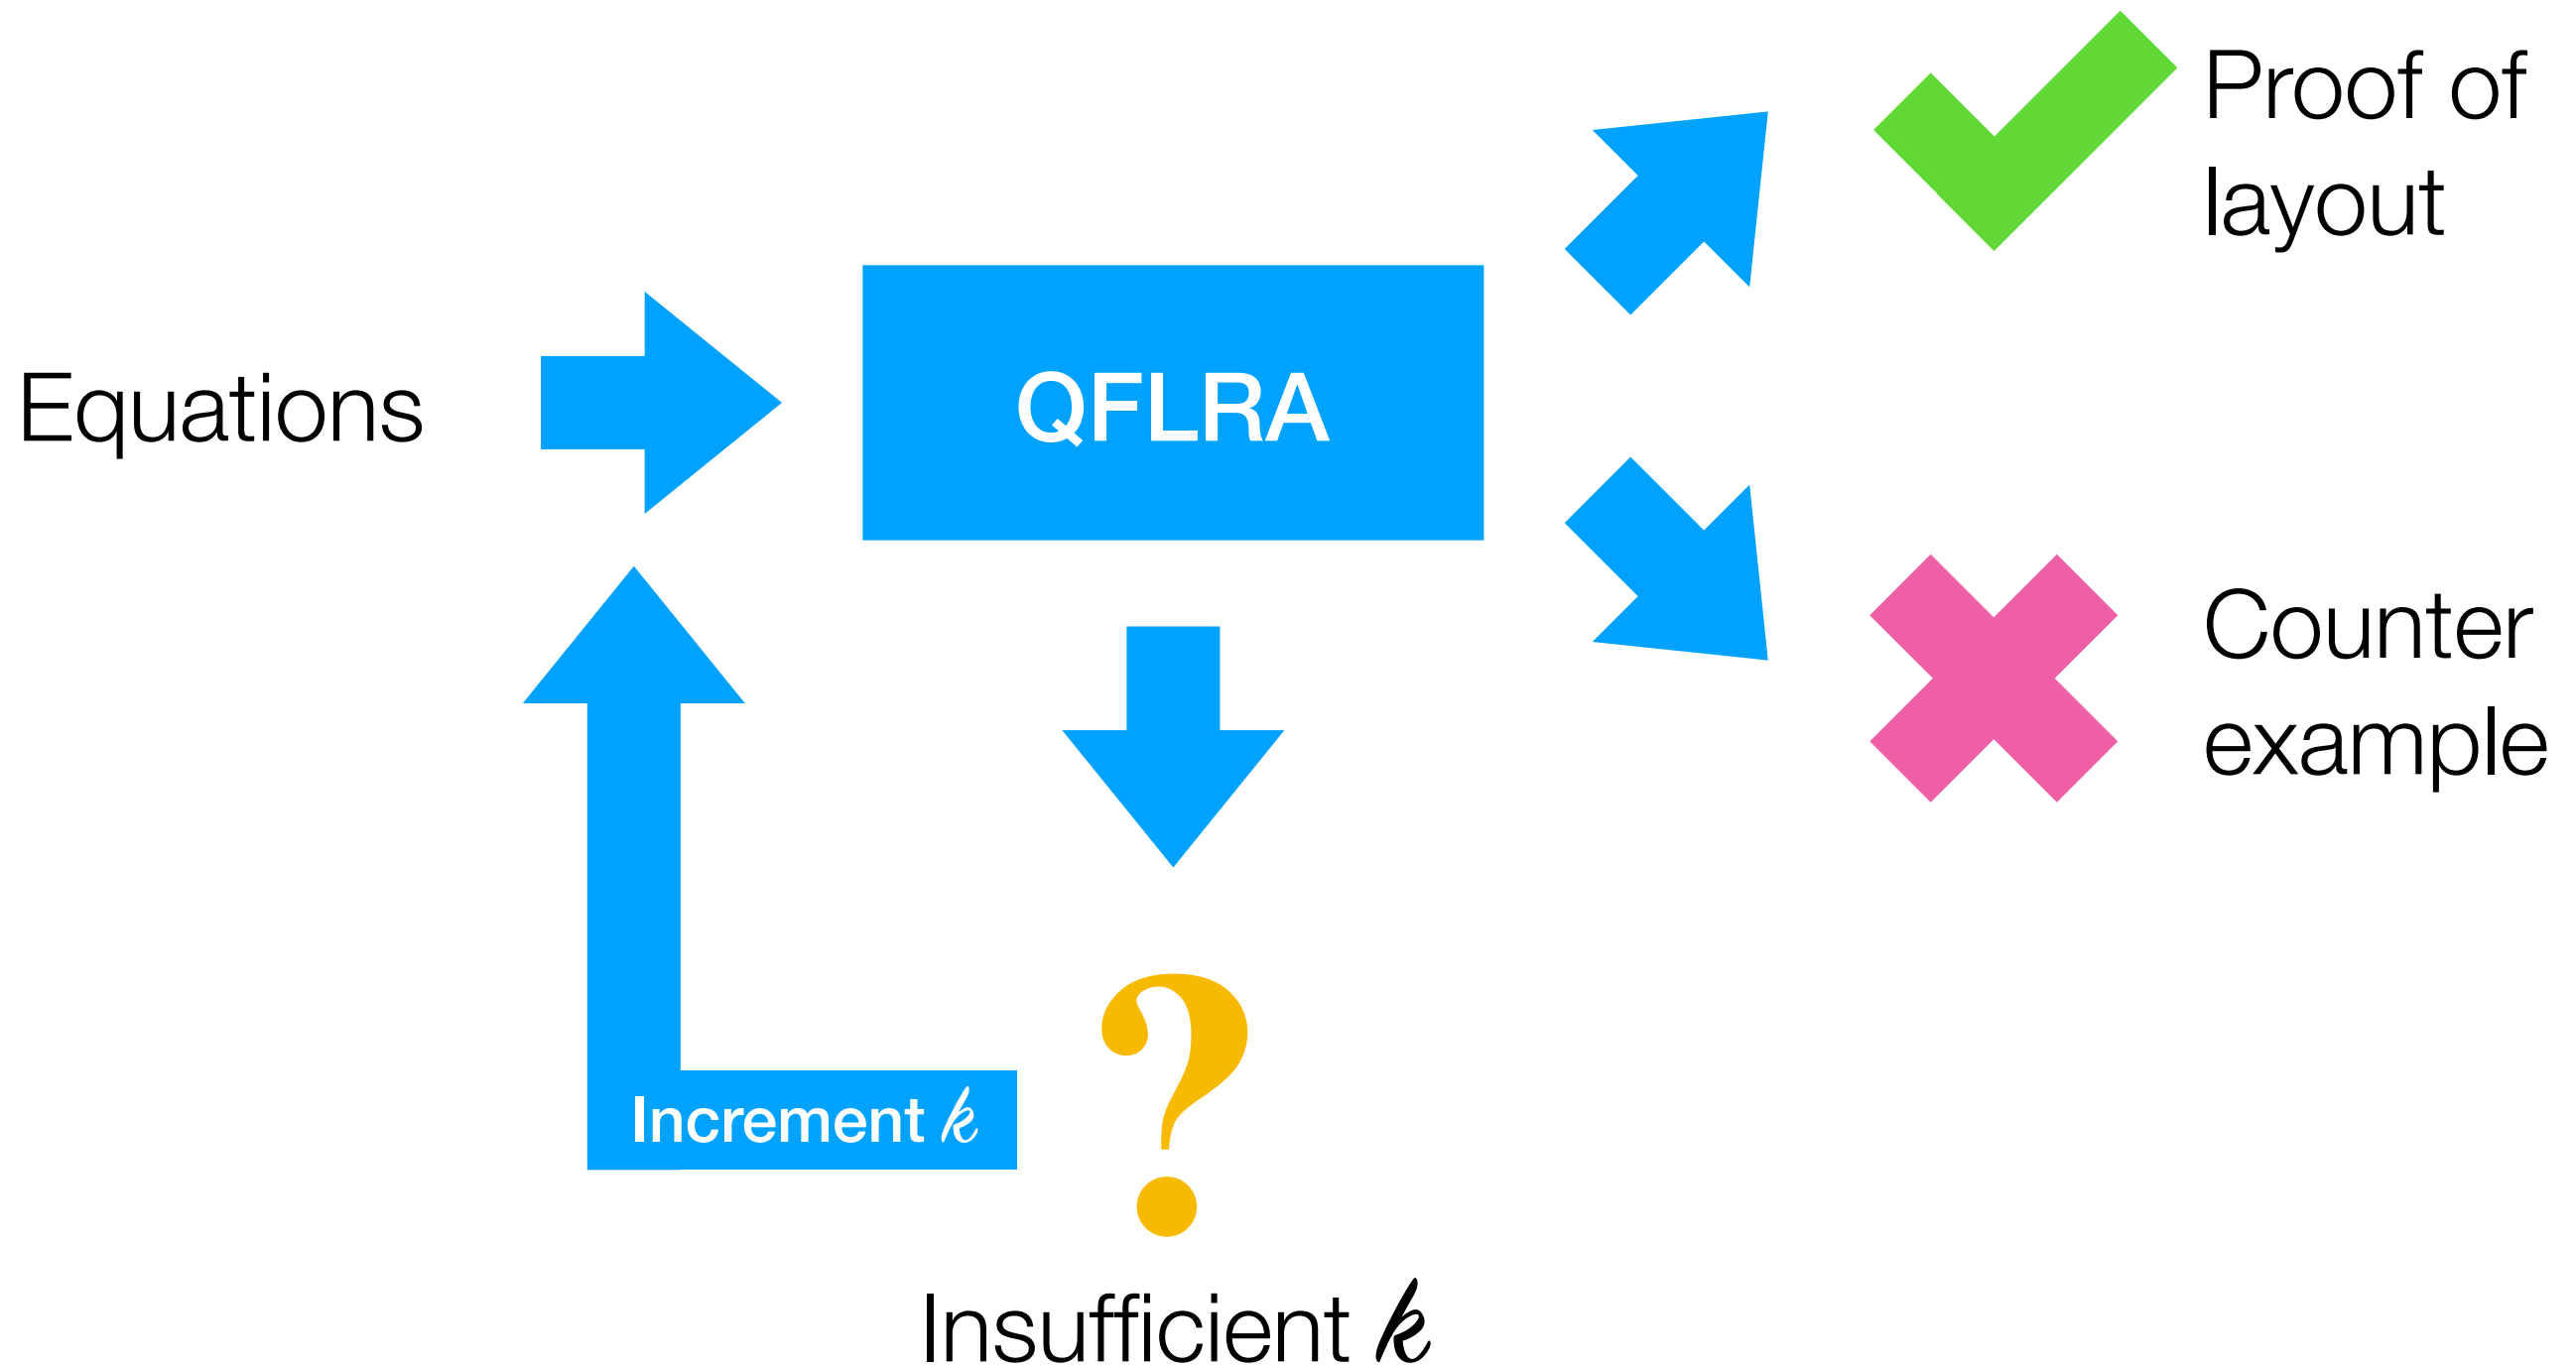 Proof of
layout
Equations
QFLRA
Counter
example
Increment k
Insufficient k